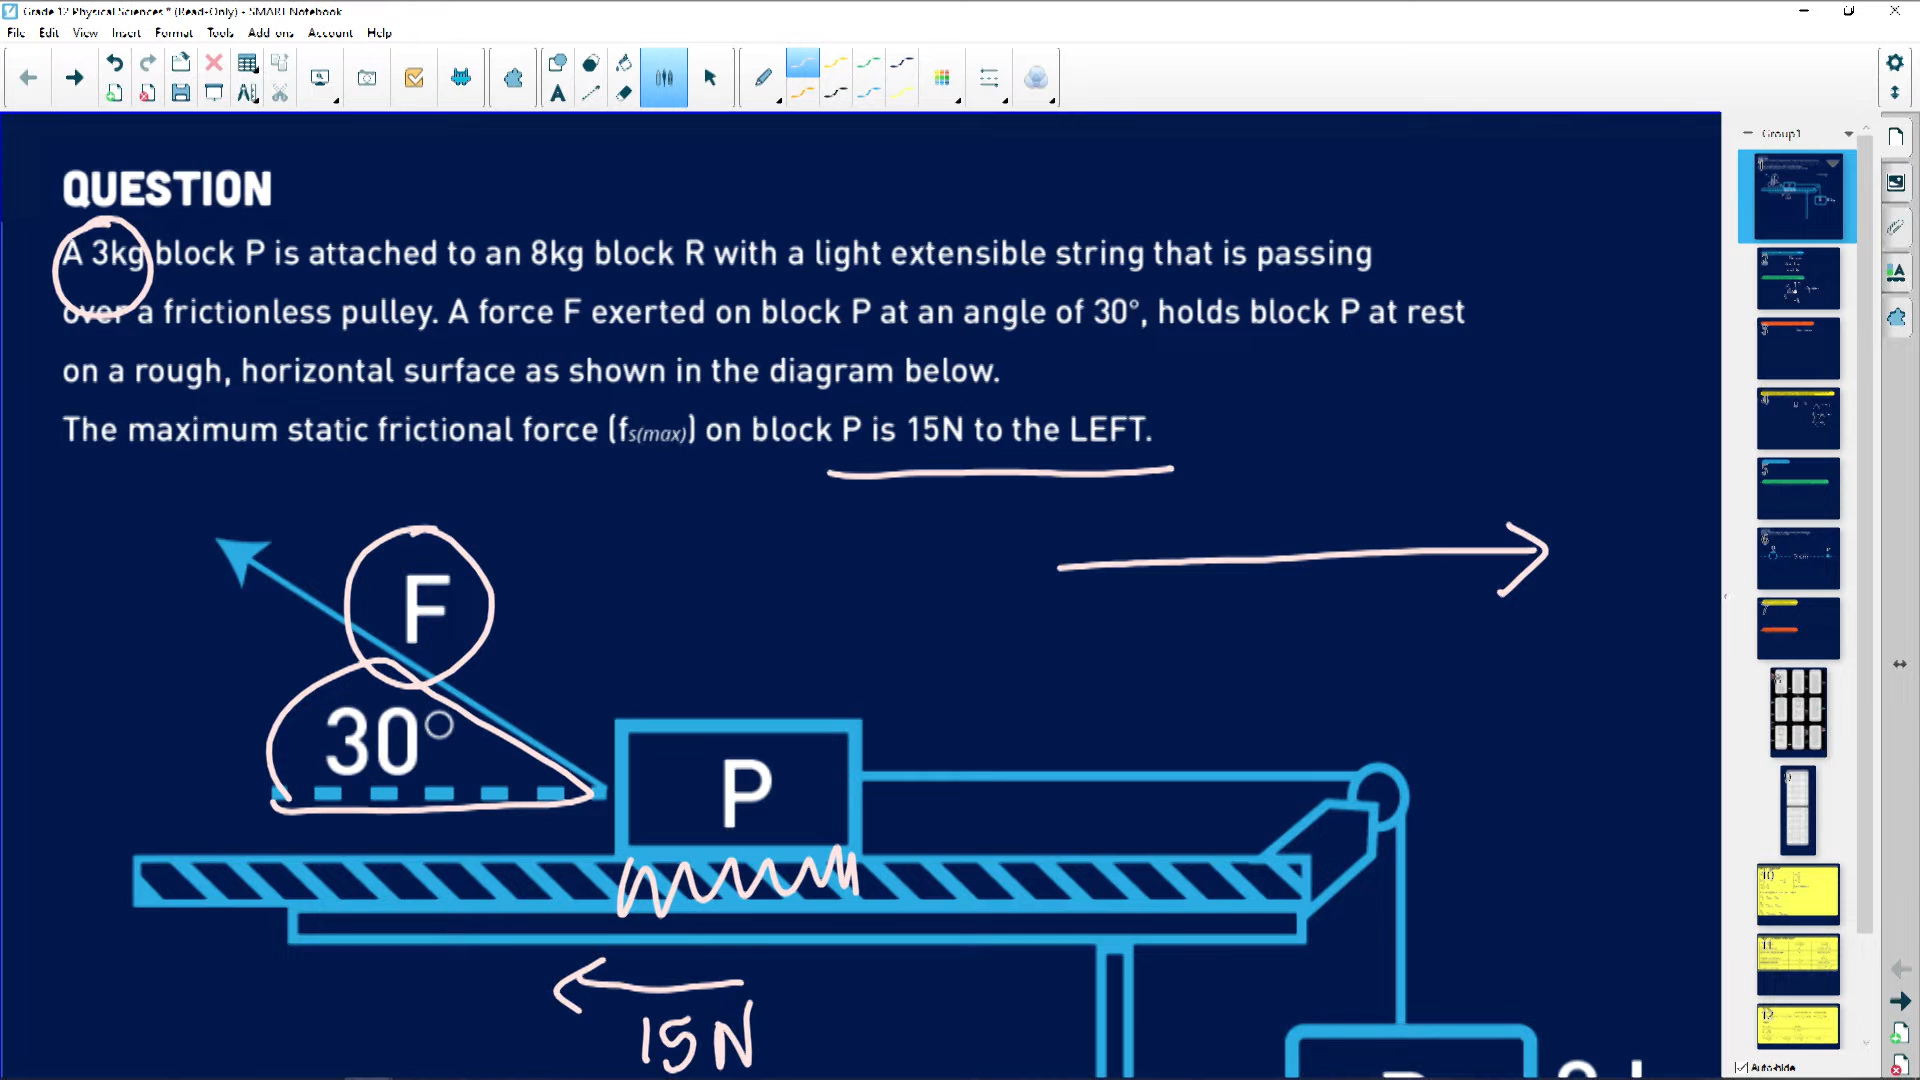 Grade 12 Physical Sciences * (Read-Only) - SMART Notebook
File Edit View Insert Format Tools Add-ons Account Help
Group1
QUESTION
A 3kg block P is attached to an 8kg block R with a light extensible string that is passing
over a frictionless pulley. A force F exerted on block P at an angle of 30°, holds block P at rest
on a rough, horizontal surface as shown in the diagram below.
The maximum static frictional force (fs(max)) on block P is 15N to the LEFT.
F
30°
P
15N
Auto-hide